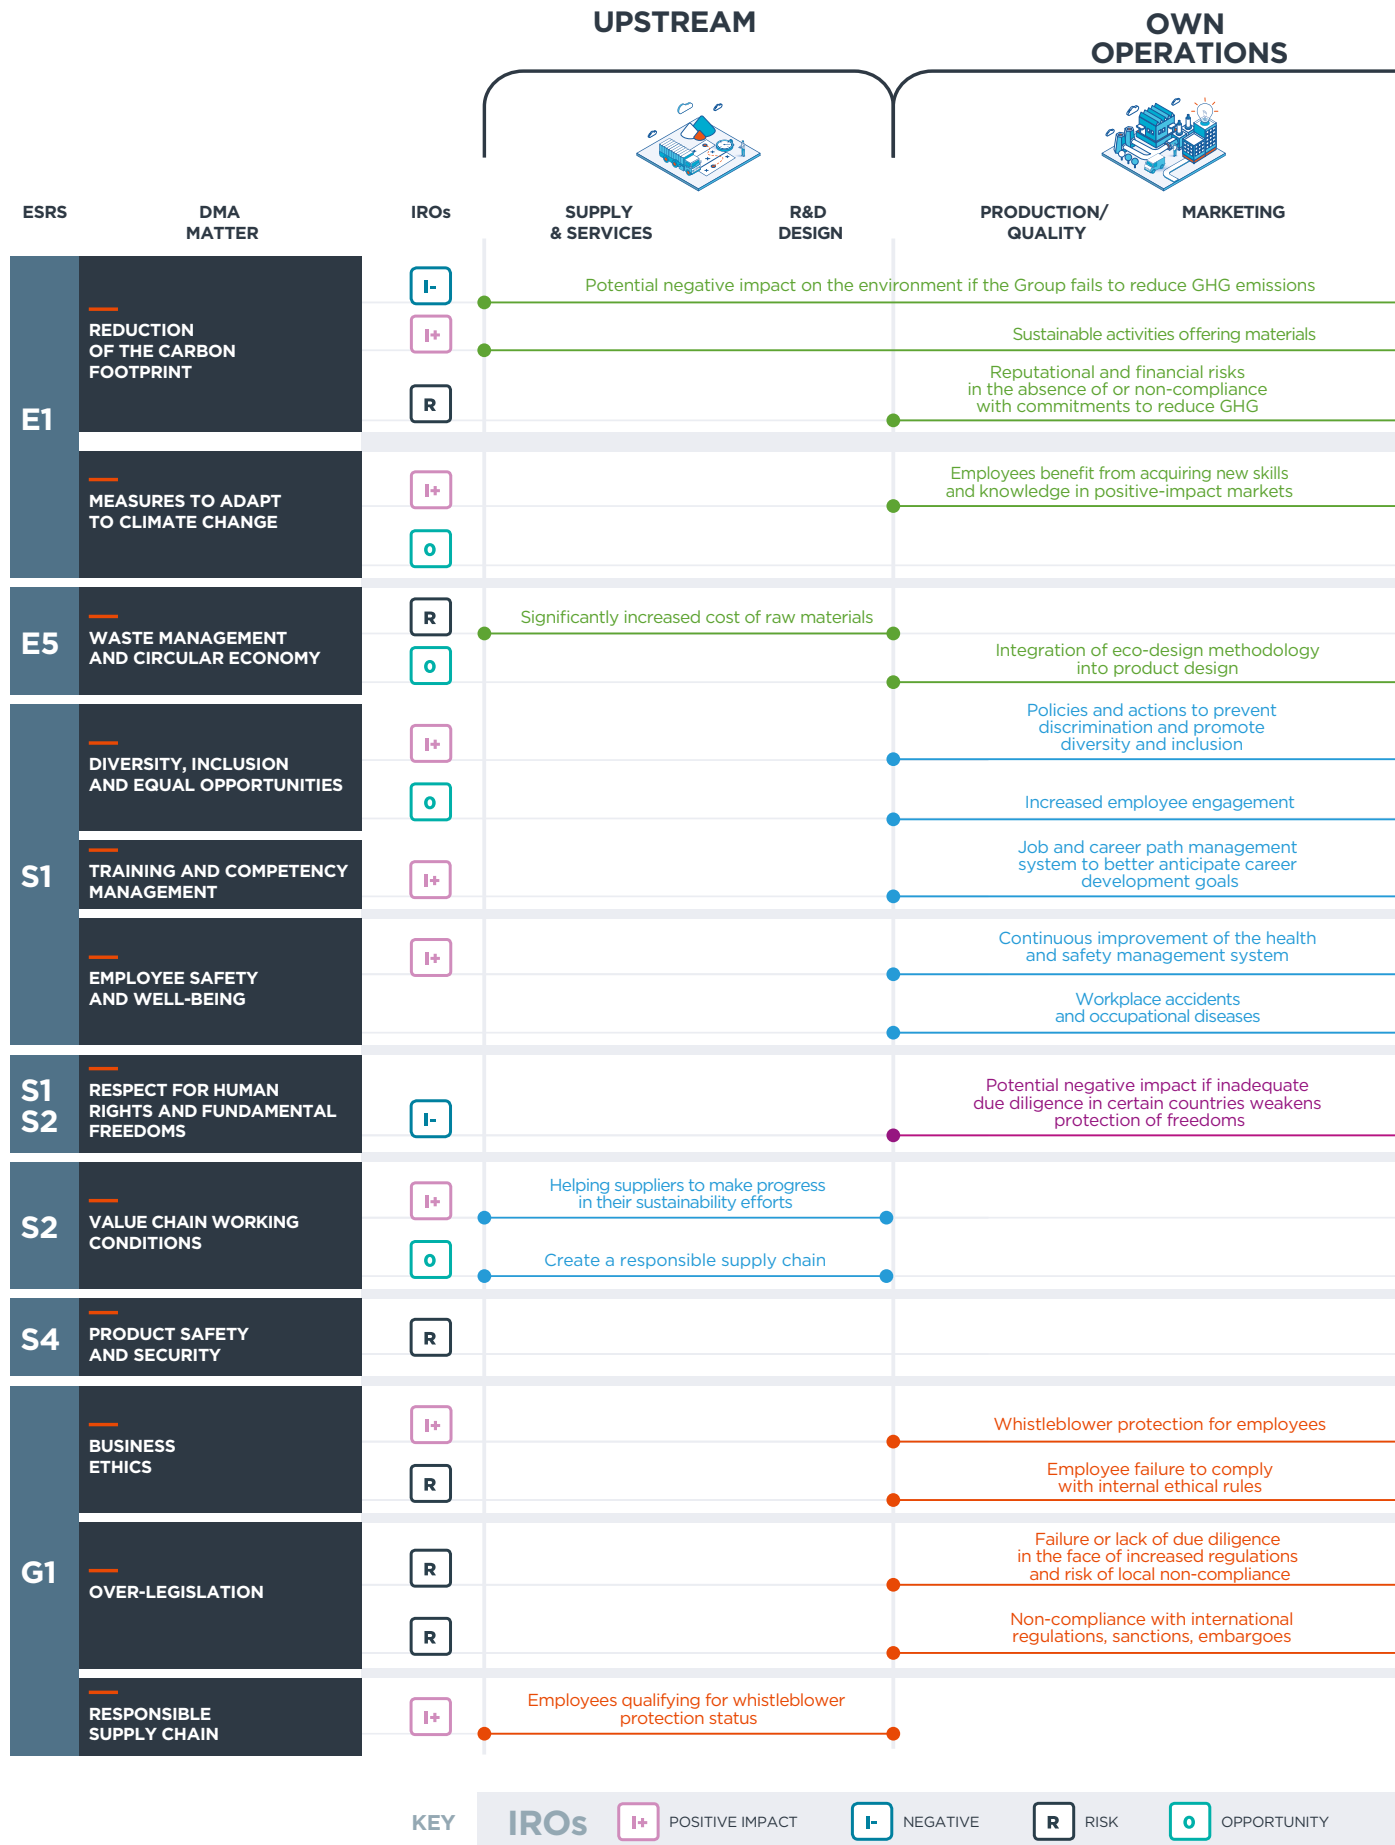 UPSTREAM
OWN
OPERATIONS
ESRS
DMA
MATTER
IROs
SUPPLY
& SERVICES
R&D
DESIGN
PRODUCTION/
QUALITY
MARKETING
E1
REDUCTION
OF THE CARBON
FOOTPRINT
I-
Potential negative impact on the environment if the Group fails to reduce GHG emissions
I+
Sustainable activities offering materials
R
Reputational and financial risks
in the absence of or non-compliance
with commitments to reduce GHG
MEASURES TO ADAPT
TO CLIMATE CHANGE
I+
Employees benefit from acquiring new skills
and knowledge in positive-impact markets
O
E5
WASTE MANAGEMENT
AND CIRCULAR ECONOMY
R
Significantly increased cost of raw materials
O
Integration of eco-design methodology
into product design
S1
DIVERSITY, INCLUSION
AND EQUAL OPPORTUNITIES
I+
Policies and actions to prevent
discrimination and promote
diversity and inclusion
O
Increased employee engagement
TRAINING AND COMPETENCY
MANAGEMENT
I+
Job and career path management
system to better anticipate career
development goals
EMPLOYEE SAFETY
AND WELL-BEING
I+
Continuous improvement of the health
and safety management system
Workplace accidents
and occupational diseases
S1
S2
RESPECT FOR HUMAN
RIGHTS AND FUNDAMENTAL
FREEDOMS
I-
Potential negative impact if inadequate
due diligence in certain countries weakens
protection of freedoms
S2
VALUE CHAIN WORKING
CONDITIONS
I+
Helping suppliers to make progress
in their sustainability efforts
O
Create a responsible supply chain
S4
PRODUCT SAFETY
AND SECURITY
R
G1
BUSINESS
ETHICS
I+
Whistleblower protection for employees
R
Employee failure to comply
with internal ethical rules
OVER-LEGISLATION
R
Failure or lack of due diligence
in the face of increased regulations
and risk of local non-compliance
R
Non-compliance with international
regulations, sanctions, embargoes
RESPONSIBLE
SUPPLY CHAIN
I+
Employees qualifying for whistleblower
protection status
KEY
IROs
I+ POSITIVE IMPACT
I- NEGATIVE
R RISK
O OPPORTUNITY